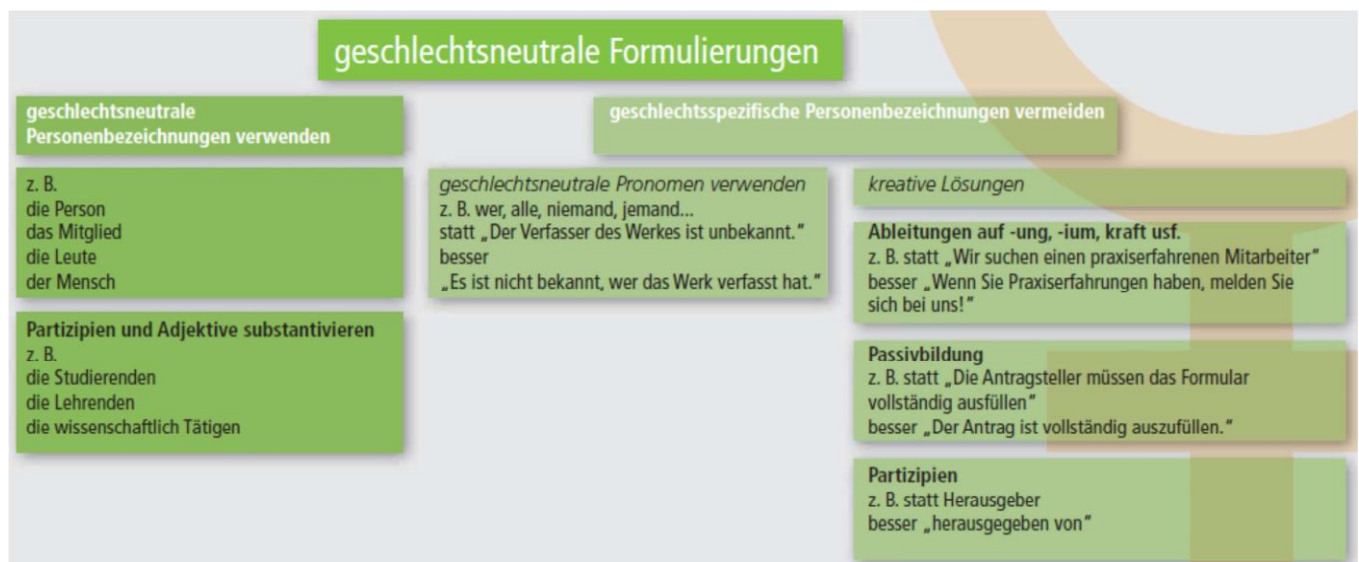 geschlechtsneutrale Formulierungen
geschlechtsneutrale
Personenbezeichnungen verwenden
z. B.
die Person
das Mitglied
die Leute
der Mensch
Partizipien und Adjektive substantivieren
z. B.
die Studierenden
die Lehrenden
die wissenschaftlich Tätigen
geschlechtsspezifische Personenbezeichnungen vermeiden
geschlechtsneutrale Pronomen verwenden
z. B. wer, alle, niemand, jemand...
statt „Der Verfasser des Werkes ist unbekannt.“
besser
„Es ist nicht bekannt, wer das Werk verfasst hat.“
kreative Lösungen
Ableitungen auf -ung, -ium, kraft usf.
z. B. statt „Wir suchen einen praxiserfahrenen Mitarbeiter“
besser „Wenn Sie Praxiserfahrungen haben, melden Sie
sich bei uns!“
Passivbildung
z. B. statt „Die Antragsteller müssen das Formular
vollständig ausfüllen“
besser „Der Antrag ist vollständig auszufüllen.“
Partizipien
z. B. statt Herausgeber
besser „herausgegeben von“